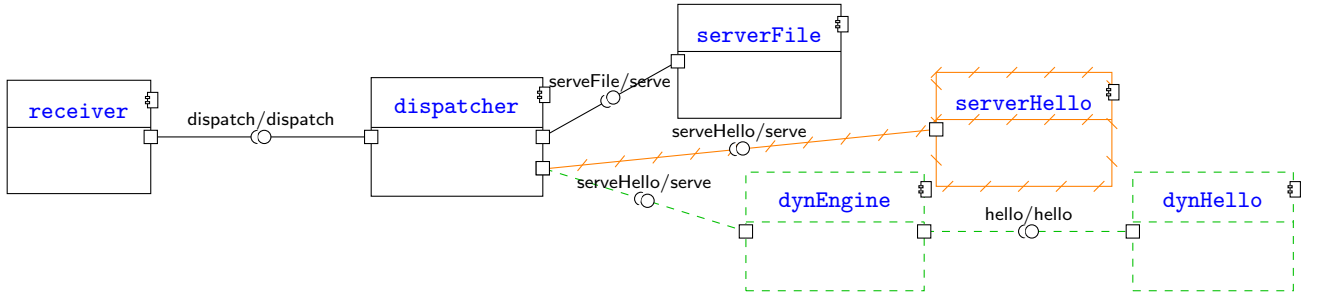 serverFile
serveFile/serve
receiver
dispatch/dispatch
dispatcher
serverHello
serveHello/serve
serveHello/serve
dynEngine
hello/hello
dynHello